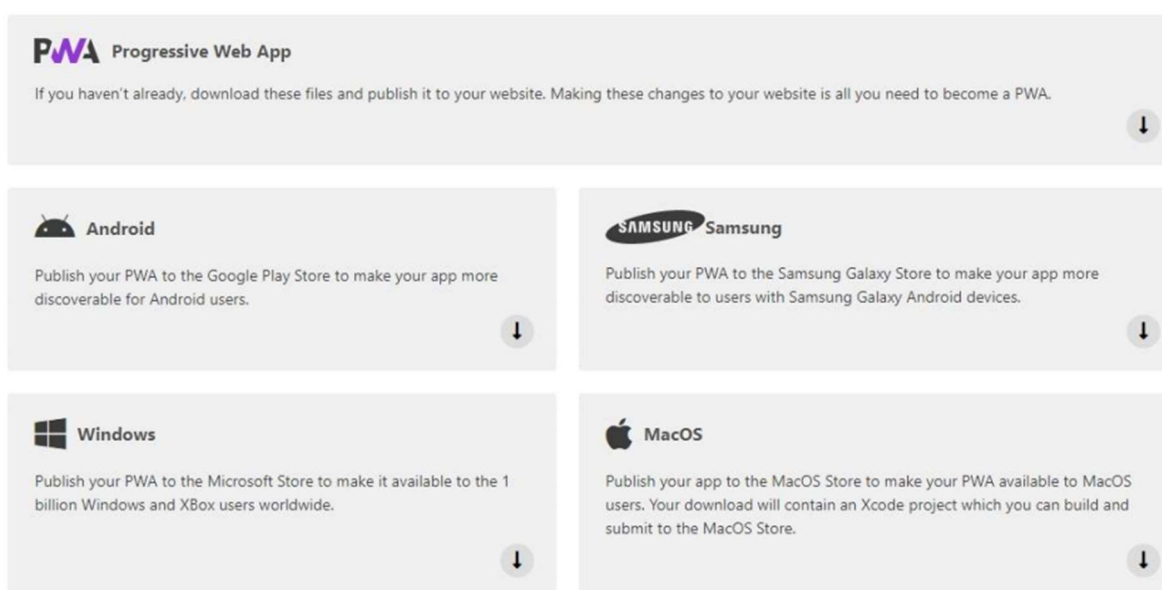 PWA Progressive Web App
If you haven't already, download these files and publish it to your website. Making these changes to your website is all you need to become a PWA.
Android
Publish your PWA to the Google Play Store to make your app more
discoverable for Android users.
SAMSUNG Samsung
Publish your PWA to the Samsung Galaxy Store to make your app more
discoverable to users with Samsung Galaxy Android devices.
Windows
Publish your PWA to the Microsoft Store to make it available to the 1
billion Windows and XBox users worldwide.
MacOS
Publish your app to the MacOS Store to make your PWA available to MacOS
users. Your download will contain an Xcode project which you can build and
submit to the MacOS Store.